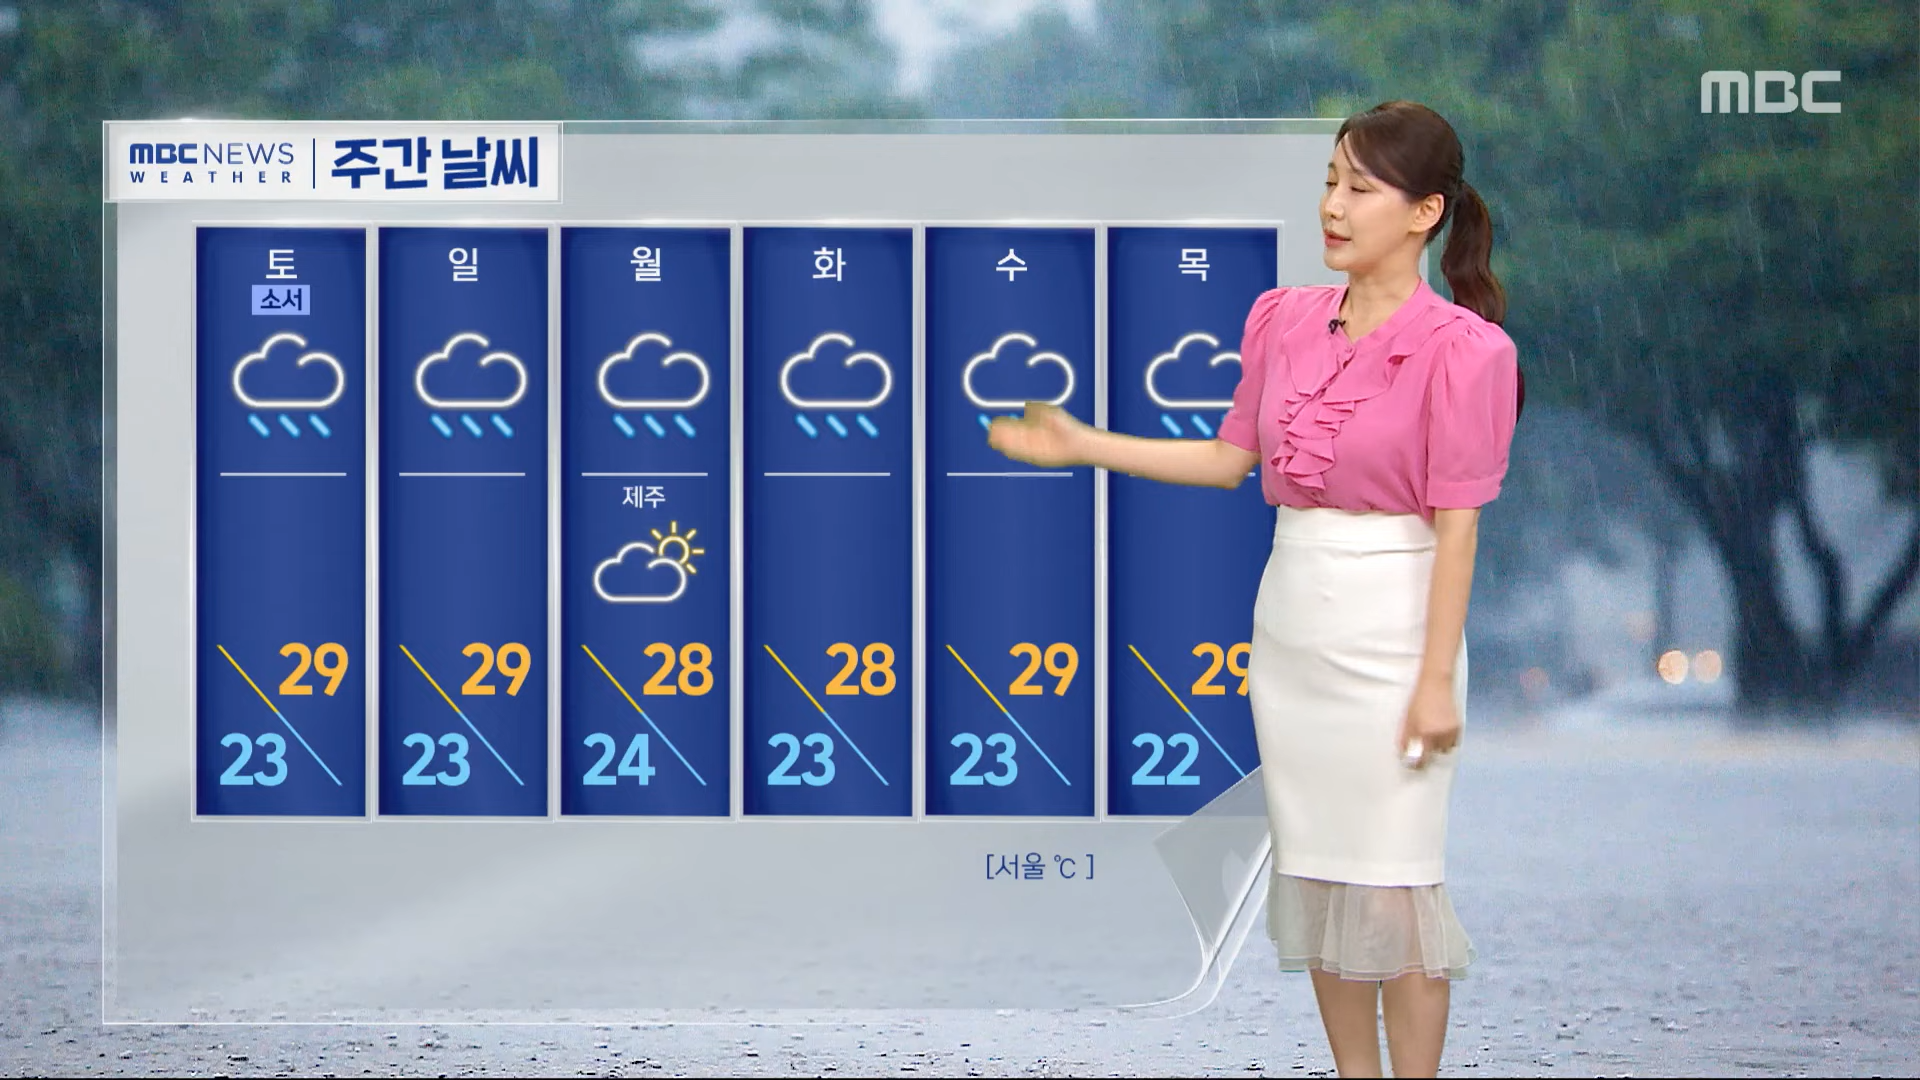 MBC
MBC NEWS
WEATHER
주간 날씨
토 일 월 화 수 목
소서
제주
29 29 28 28 29 29
23 23 24 23 23 22
[서울 ℃ ]